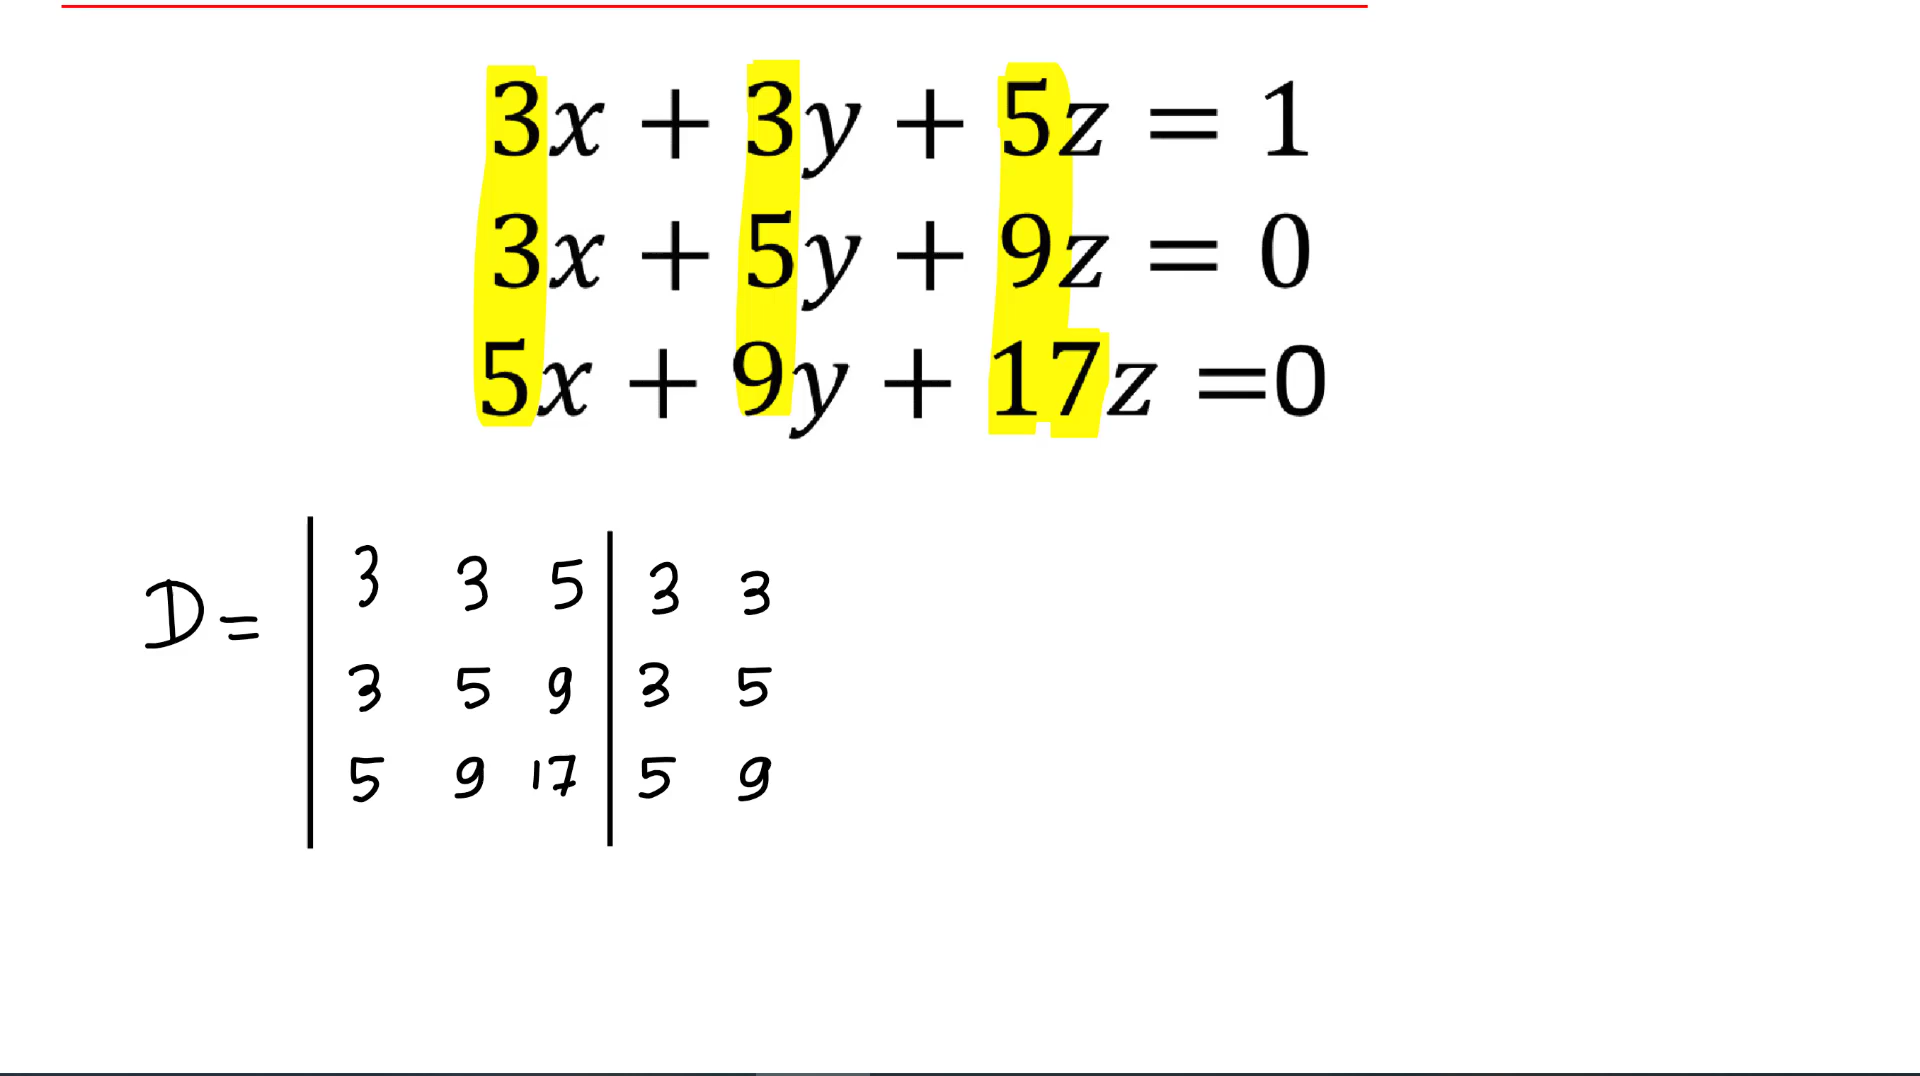 3x + 3y + 5z = 1
3x + 5y + 9z = 0
5x + 9y + 17z =0
D = | 3 3 5 | 3 3
3 5 9 | 3 5
5 9 17 | 5 9